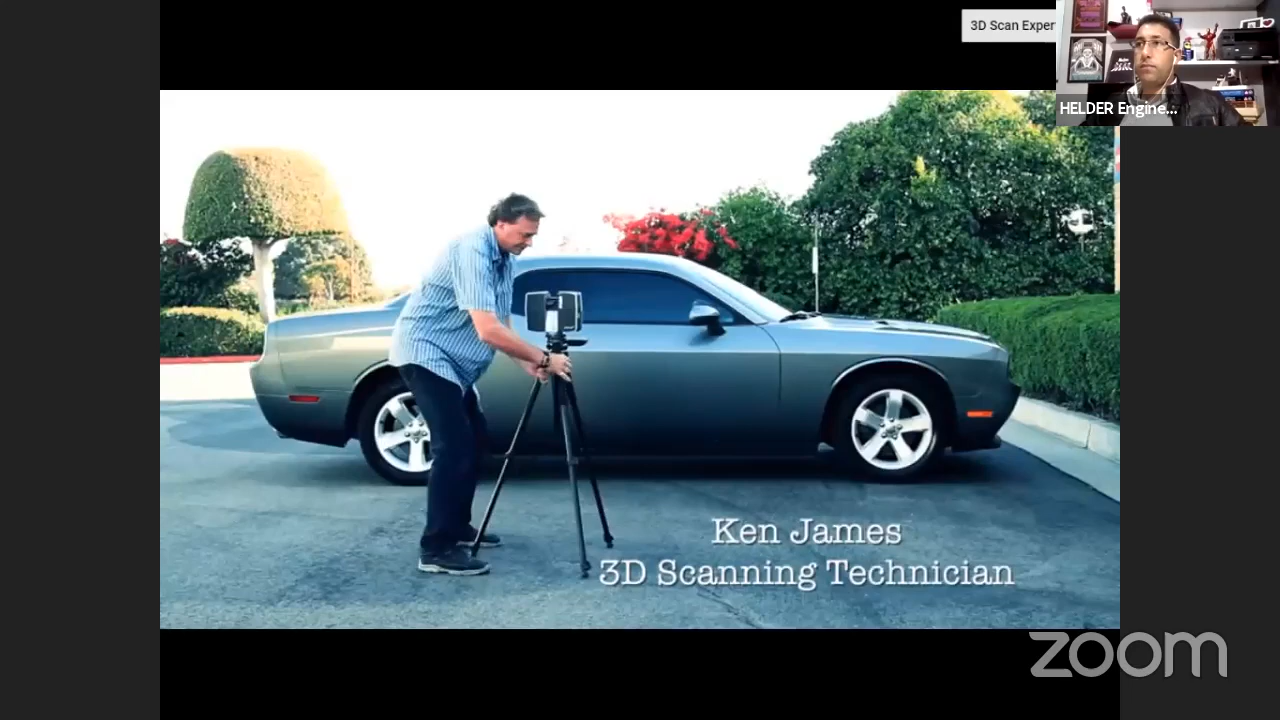 3D Scan Exper
HELDER Engine...
Ken James
3D Scanning Technician
zoom